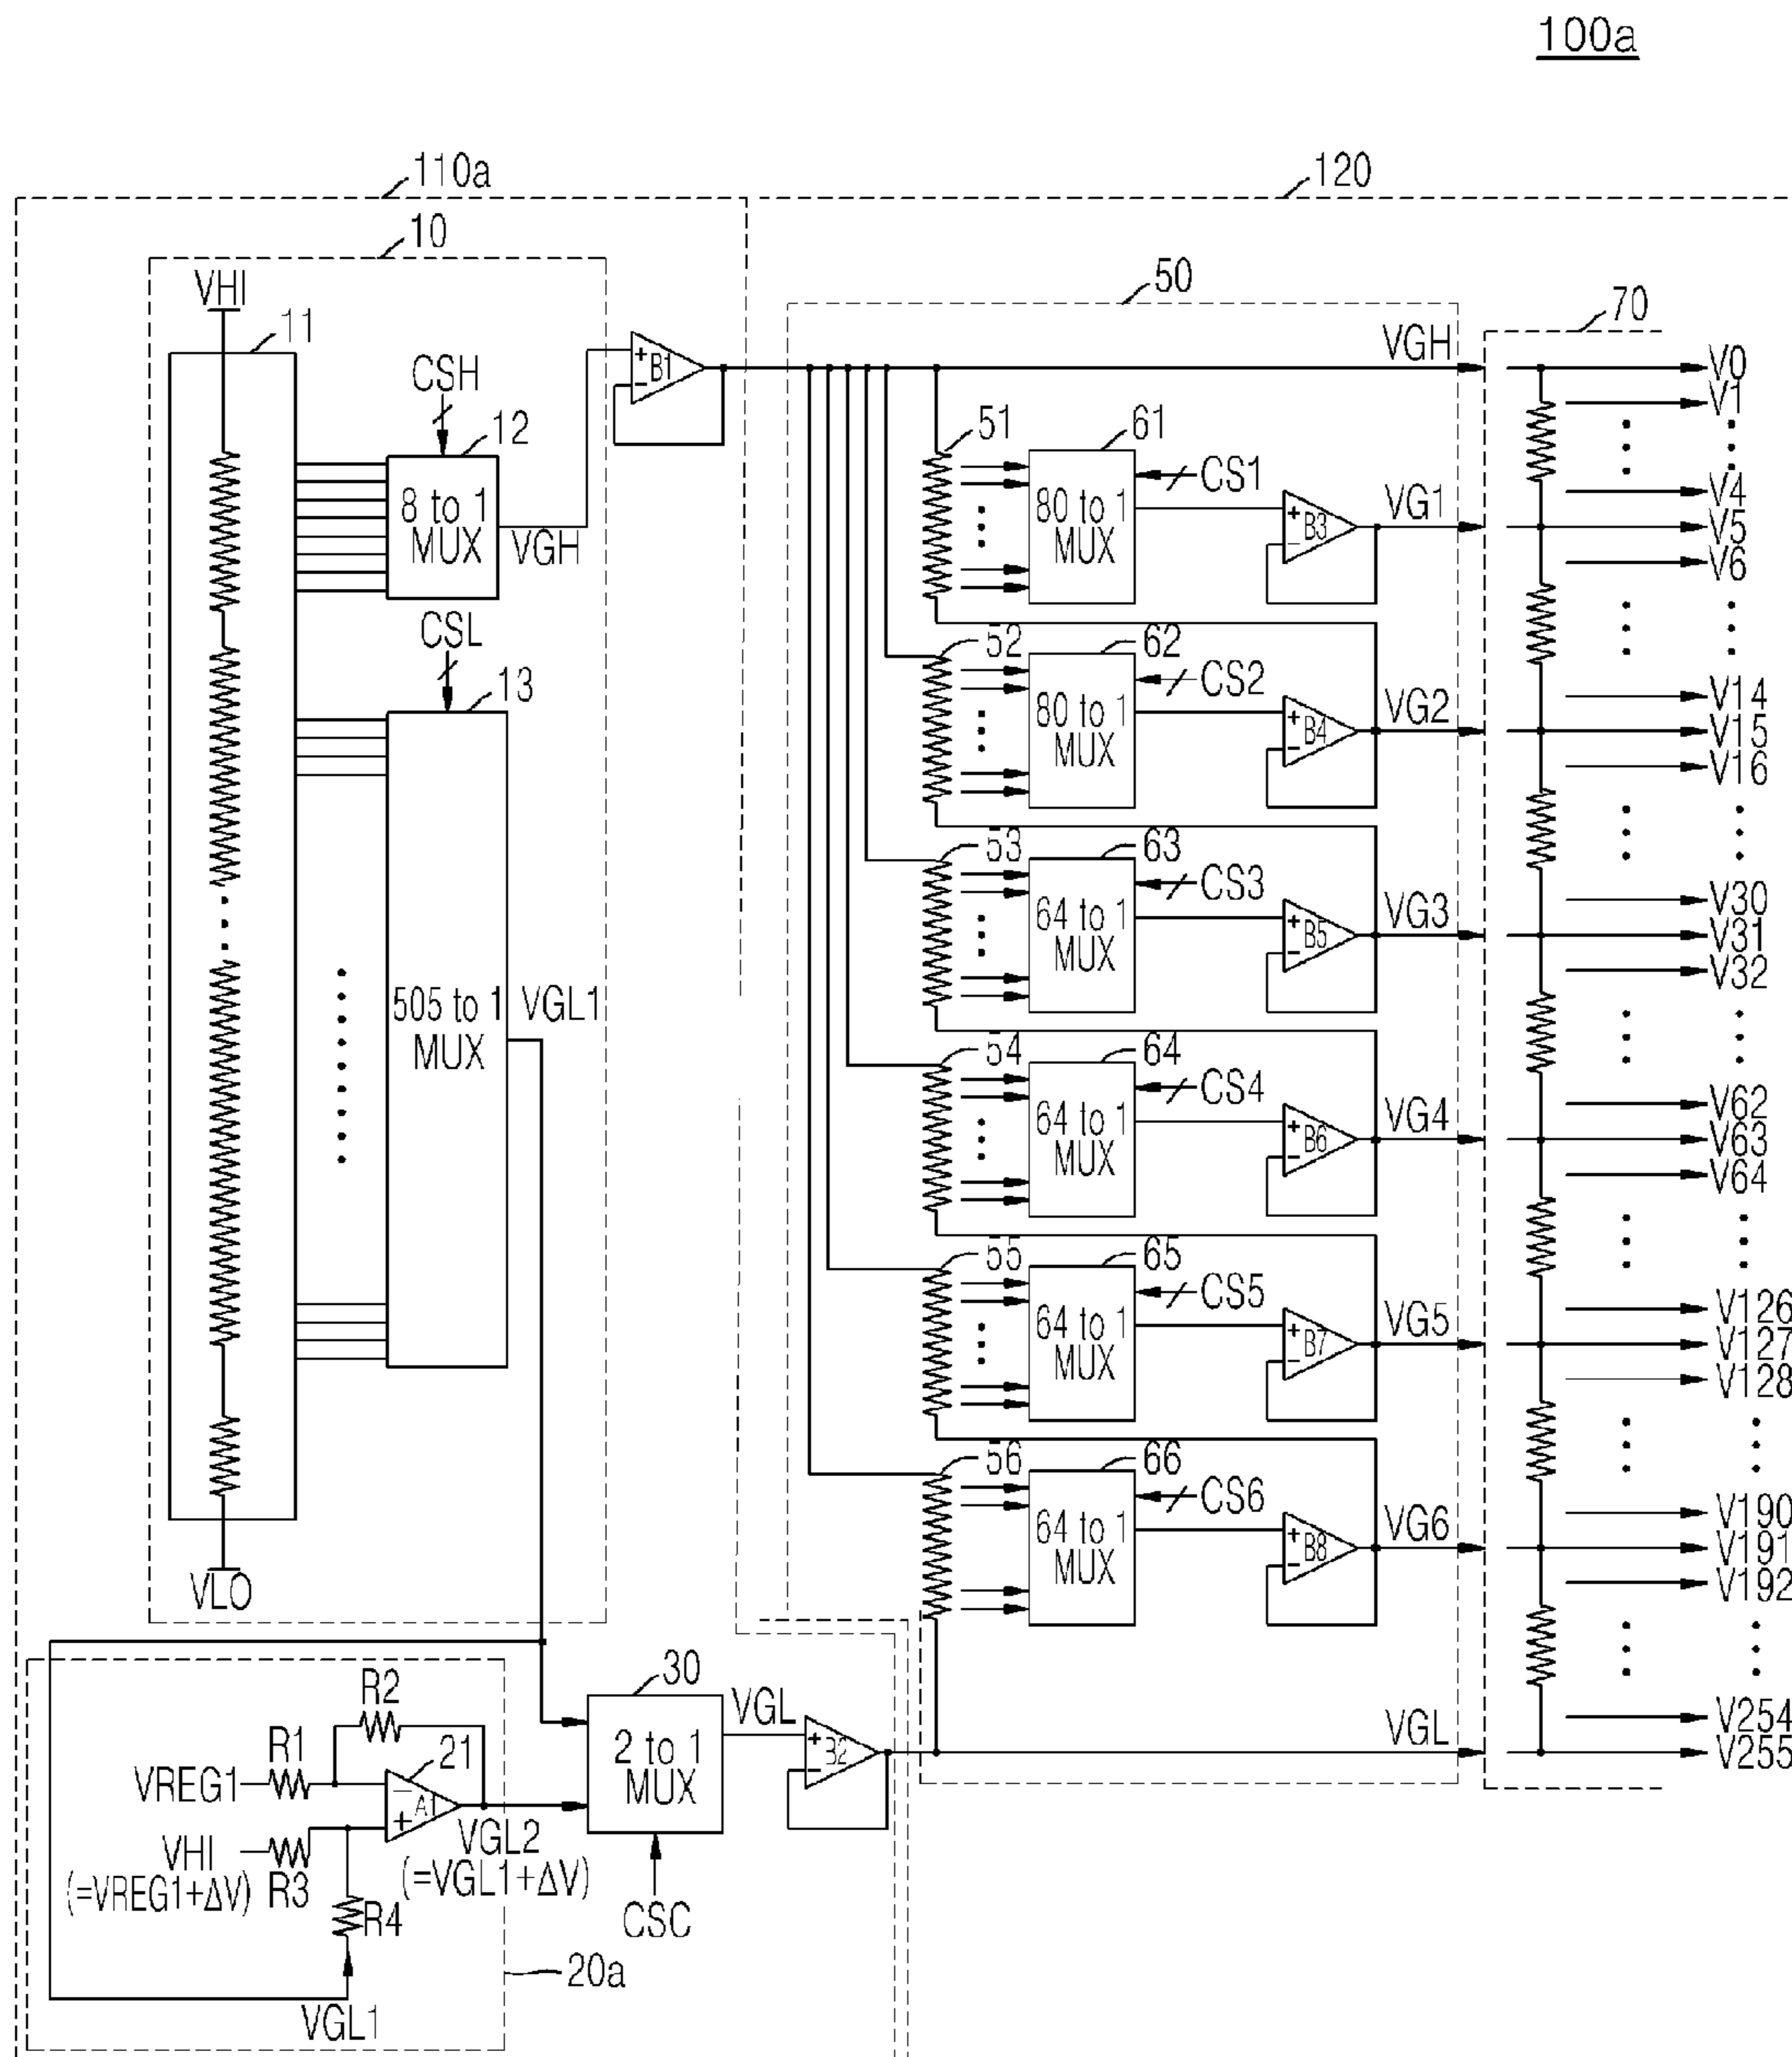 100a
110a
120
10
50
70
VHI
11
CSH
12
8 to 1
MUX
VGH
B1
CSL
13
505 to 1
MUX
VGL1
VLO
VGH
51
61
80 to 1
MUX
CS1
B3
VG1
52
62
80 to 1
MUX
CS2
B4
VG2
53
63
64 to 1
MUX
CS3
B5
VG3
54
64
64 to 1
MUX
CS4
B6
VG4
55
65
64 to 1
MUX
CS5
B7
VG5
56
66
64 to 1
MUX
CS6
B8
VG6
VGL
V0
V1
V4
V5
V6
V14
V15
V16
V30
V31
V32
V62
V63
V64
V126
V127
V128
V190
V191
V192
V254
V255
R2
R1
21
VREG1
A1
VHI
(=VREG1+ΔV)
R3
R4
VGL2
(=VGL1+ΔV)
VGL1
20a
30
2 to 1
MUX
CSC
VGL
B2